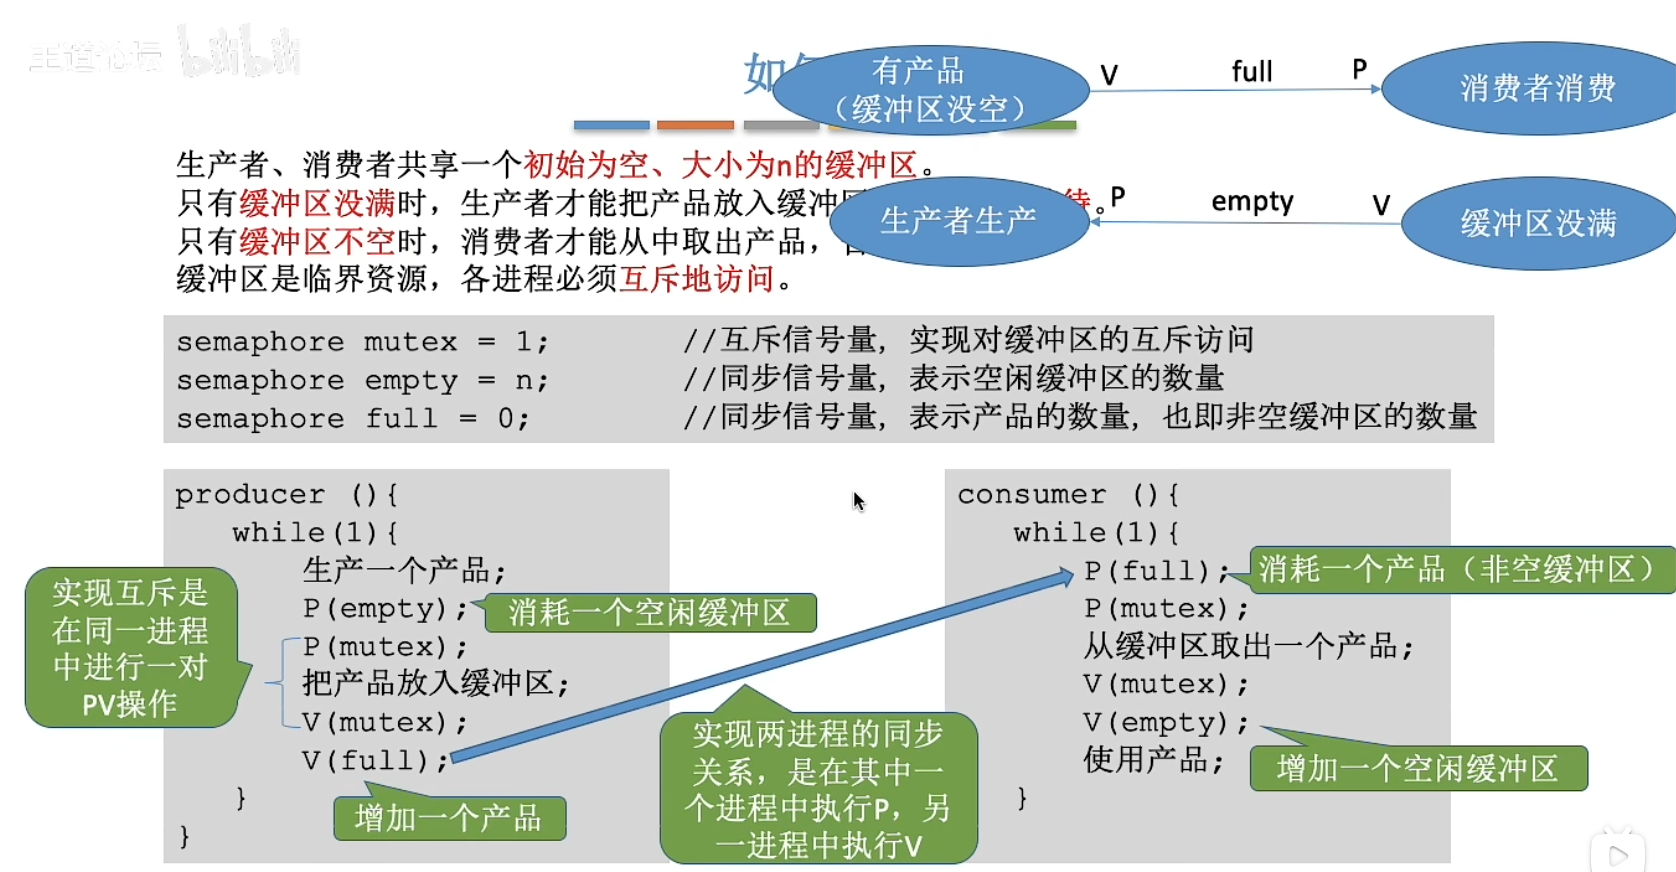 王道论坛 bilibili
如何
有产品
（缓冲区没空）
V full P
消费者消费
生产者、消费者共享一个初始为空、大小为n的缓冲区。
只有缓冲区没满时，生产者才能把产品放入缓冲区
待。
生产者生产
P empty V
缓冲区没满
只有缓冲区不空时，消费者才能从中取出产品，
缓冲区是临界资源，各进程必须互斥地访问。
semaphore mutex = 1; //互斥信号量，实现对缓冲区的互斥访问
semaphore empty = n; //同步信号量，表示空闲缓冲区的数量
semaphore full = 0; //同步信号量，表示产品的数量，也即非空缓冲区的数量
producer (){
while(1){
生产一个产品;
P(empty);
消耗一个空闲缓冲区
P(mutex);
把产品放入缓冲区;
V(mutex);
V(full);
增加一个产品
}
}
实现互斥是
在同一进程
中进行一对
PV操作
实现两进程的同步
关系，是在其中一
个进程中执行P，另
一进程中执行V
consumer (){
while(1){
P(full);
消耗一个产品（非空缓冲区）
P(mutex);
从缓冲区取出一个产品;
V(mutex);
V(empty);
增加一个空闲缓冲区
使用产品;
}